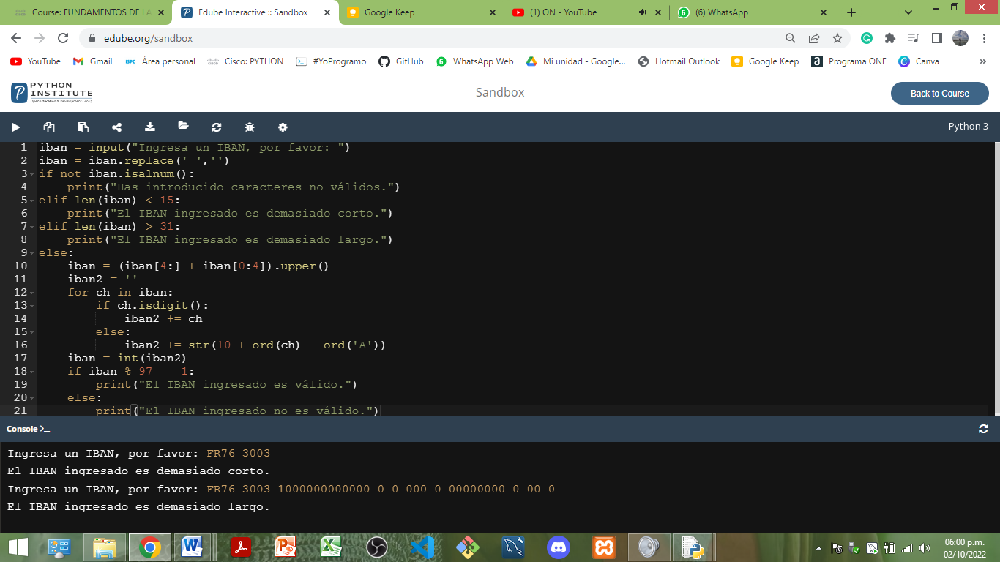 Course: FUNDAMENTOS DE LA
Edube Interactive :: Sandbox
Google Keep
(1) ON - YouTube
(6) WhatsApp
edube.org/sandbox
YouTube
Gmail
ISPC Área personal
Cisco: PYTHON
#YoProgramo
GitHub
6 WhatsApp Web
Mi unidad - Google...
Hotmail Outlook
Google Keep
a Programa ONE
Canva
»
PYTHON
INSTITUTE
Open Education & Development Group
Sandbox
Back to Course
Python 3
1 iban = input("Ingresa un IBAN, por favor: ")
2 iban = iban.replace(' ','')
3 if not iban.isalnum():
4 print("Has introducido caracteres no válidos.")
5 elif len(iban) < 15:
6 print("El IBAN ingresado es demasiado corto.")
7 elif len(iban) > 31:
8 print("El IBAN ingresado es demasiado largo.")
9 else:
10 iban = (iban[4:] + iban[0:4]).upper()
11 iban2 = ''
12 for ch in iban:
13 if ch.isdigit():
14 iban2 += ch
15 else:
16 iban2 += str(10 + ord(ch) - ord('A'))
17 iban = int(iban2)
18 if iban % 97 == 1:
19 print("El IBAN ingresado es válido.")
20 else:
21 print("El IBAN ingresado no es válido.")
Console >_
Ingresa un IBAN, por favor: FR76 3003
El IBAN ingresado es demasiado corto.
Ingresa un IBAN, por favor: FR76 3003 1000000000000 0 0 000 0 00000000 0 00 0
El IBAN ingresado es demasiado largo.
06:00 p.m.
02/10/2022